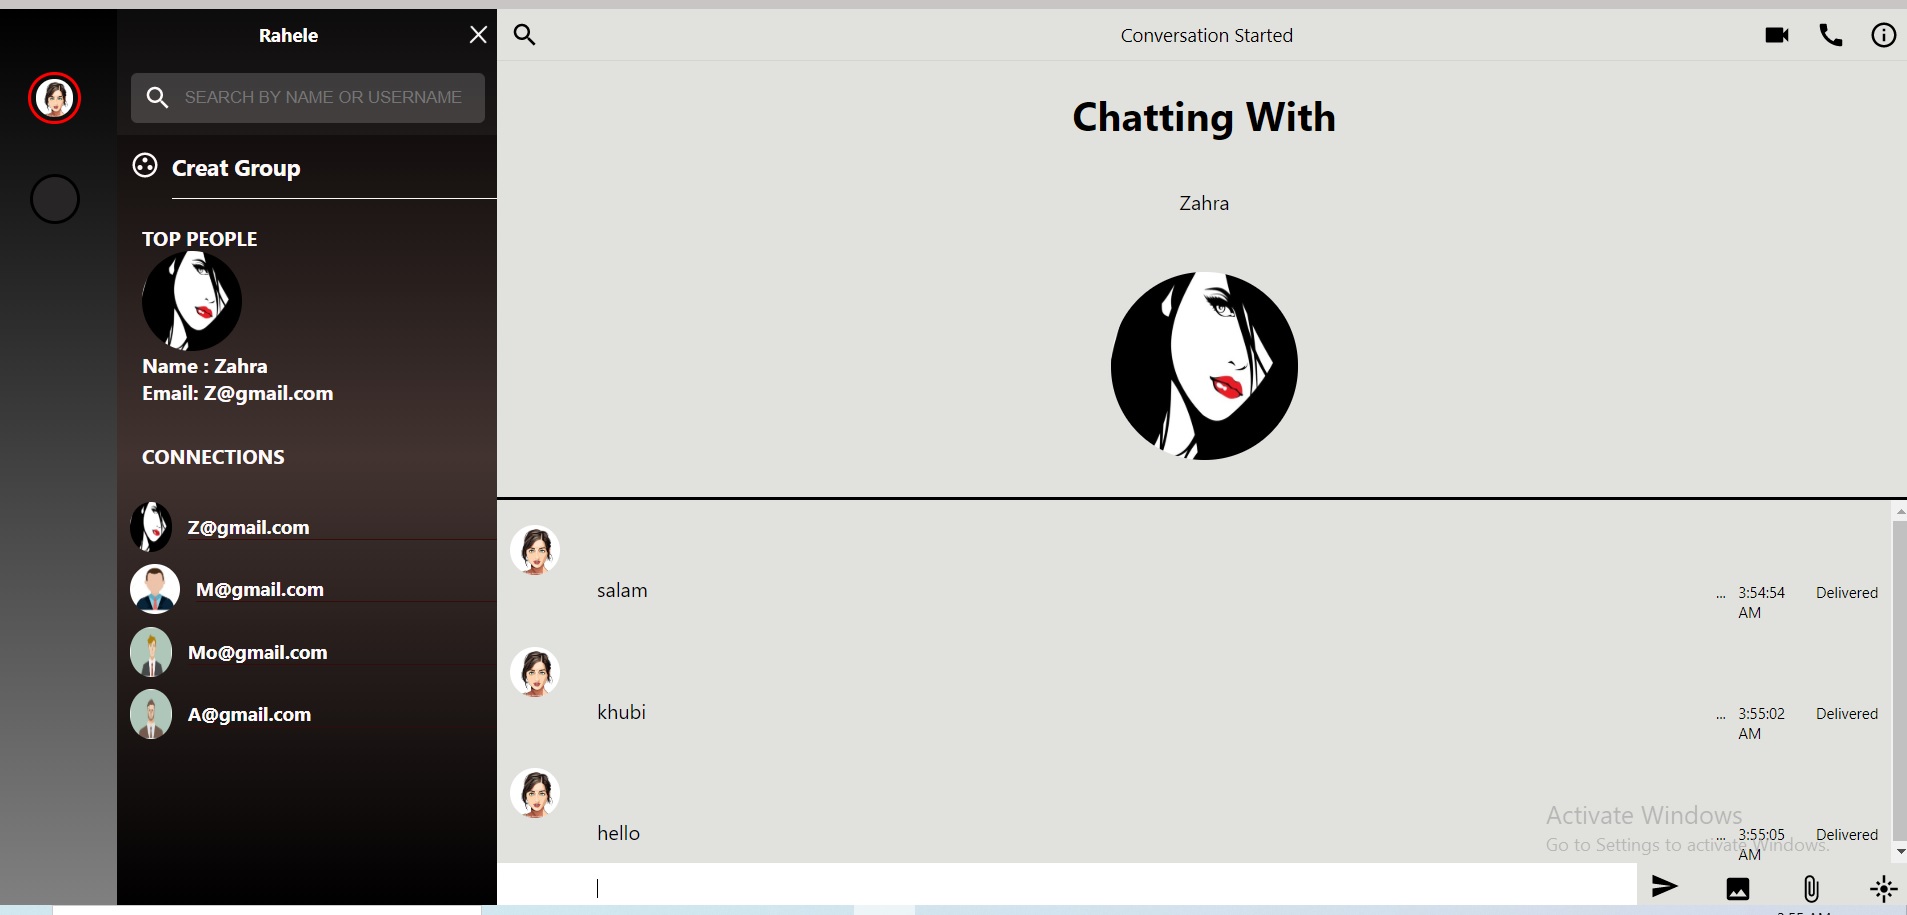 Rahele
SEARCH BY NAME OR USERNAME
Creat Group
TOP PEOPLE
Name : Zahra
Email: Z@gmail.com
CONNECTIONS
Z@gmail.com
M@gmail.com
Mo@gmail.com
A@gmail.com
Conversation Started
Chatting With
Zahra
salam
... 3:54:54 AM Delivered
khubi
... 3:55:02 AM Delivered
hello
... 3:55:05 AM Delivered
Activate Windows
Go to Settings to activate Windows.